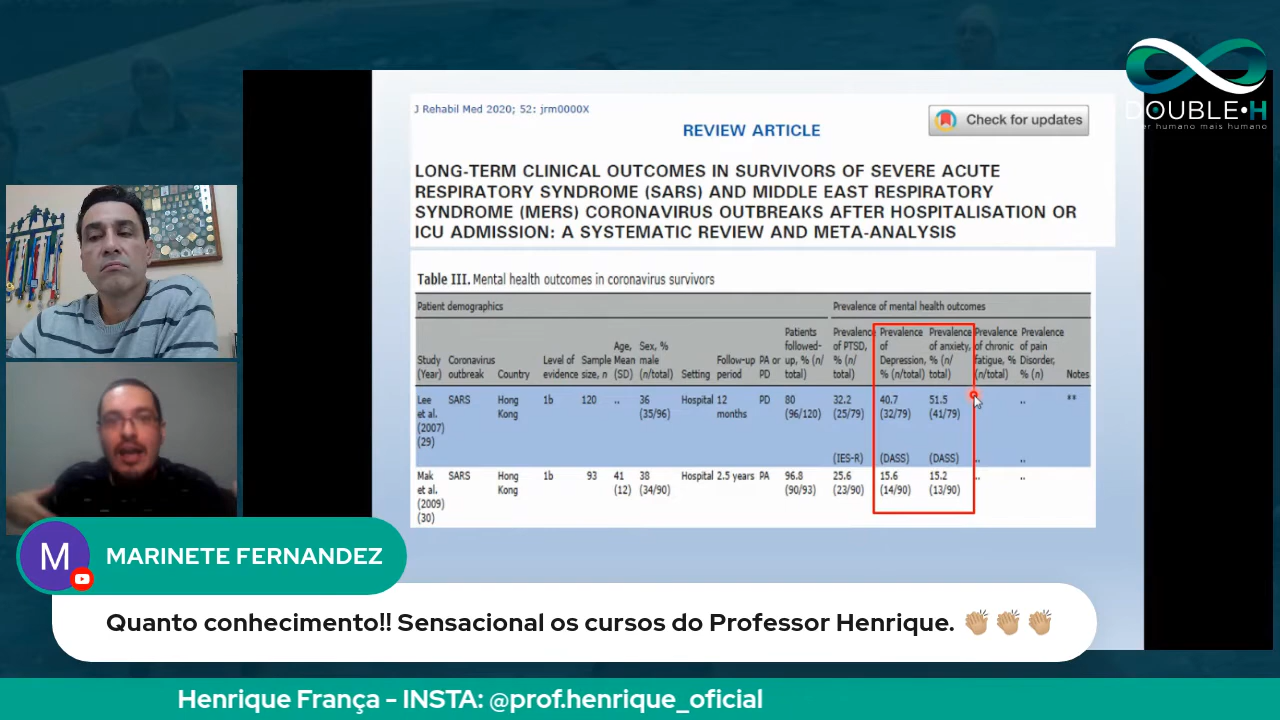 DOUBLE•H
J Rehabil Med 2020; 52: jrm0000X
Check for updates
REVIEW ARTICLE
LONG-TERM CLINICAL OUTCOMES IN SURVIVORS OF SEVERE ACUTE
RESPIRATORY SYNDROME (SARS) AND MIDDLE EAST RESPIRATORY
SYNDROME (MERS) CORONAVIRUS OUTBREAKS AFTER HOSPITALISATION OR
ICU ADMISSION: A SYSTEMATIC REVIEW AND META-ANALYSIS
Table III. Mental health outcomes in coronavirus survivors
Patient demographics Prevalence of mental health outcomes
Patients Prevalence Prevalence Prevalence Prevalence Prevalence
followed- of PTSD, of of anxiety, of chronic of pain
Age, Sex, % up, % (n/ % (n/ Depression, % (n/ fatigue, % Disorder,
Study Coronavirus Level of Sample Mean male Follow-up PA or total) total) % (n/total) total) (n/total) % (n) Notes
(Year) outbreak Country evidence size, n (SD) (n/total) Setting period PD
Lee SARS Hong 1b 120 .. 36 Hospital 12 PD 80 32.2 40.7 51.5 .. **
et al. Kong (35/96) months (96/120) (25/79) (32/79) (41/79)
(2007)
(29)
(IES-R) (DASS) (DASS) .. ..
Mak SARS Hong 1b 93 41 38 Hospital 2.5 years PA 96.8 25.6 15.6 15.2 .. ..
et al. Kong (12) (34/90) (90/93) (23/90) (14/90) (13/90)
(2009)
(30)
M
MARINETE FERNANDEZ
Quanto conhecimento!! Sensacional os cursos do Professor Henrique. 👏🏼👏🏼👏🏼
Henrique França - INSTA: @prof.henrique_oficial